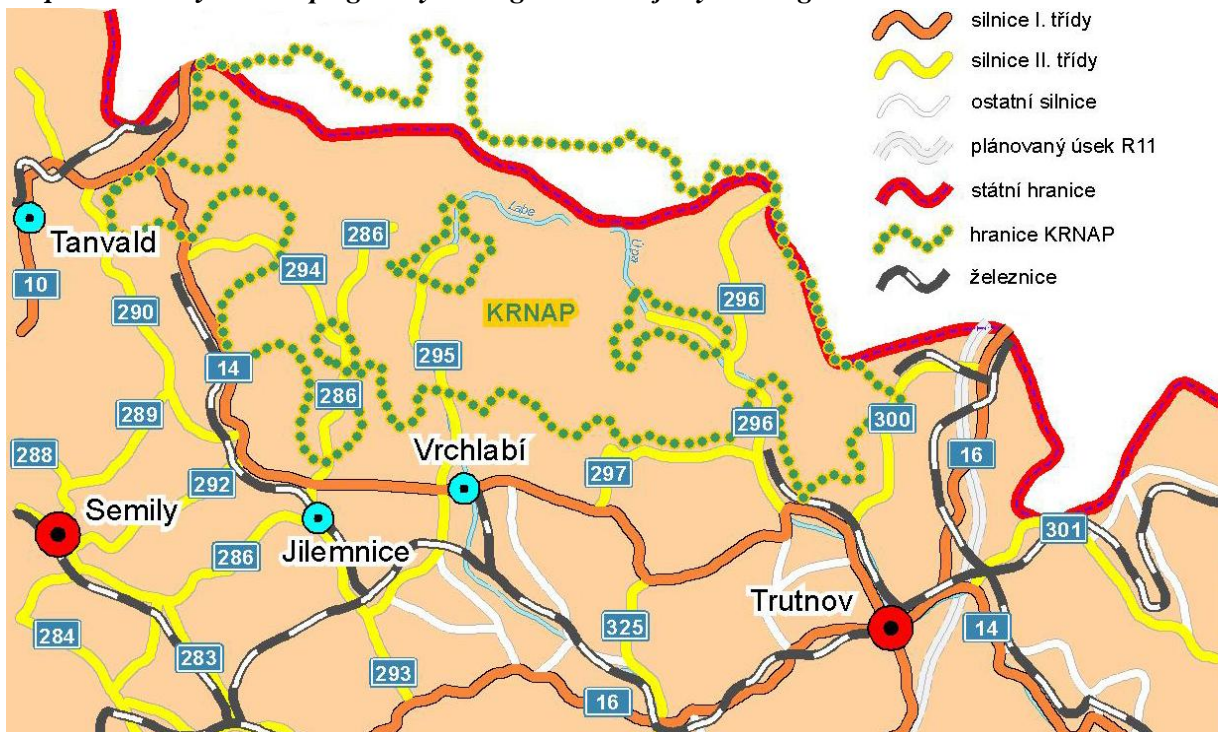 silnice I. třídy
silnice II. třídy
ostatní silnice
plánovaný úsek R11
státní hranice
hranice KRNAP
železnice
Labe
Úpa
Tanvald
286
294
10
290
KRNAP
296
295
14
286
289
300
296
288
16
Vrchlabí
297
292
Semily
301
286
Jilemnice
Trutnov
325
14
284
283
293
16